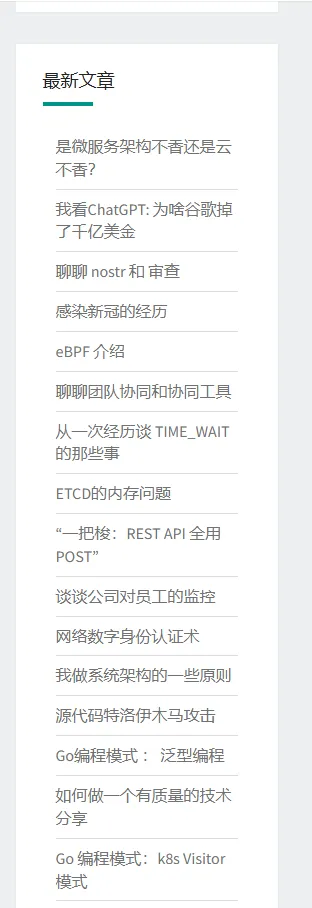 最新文章
是微服务架构不香还是云
不香?
我看ChatGPT: 为啥谷歌掉
了千亿美金
聊聊 nostr 和 审查
感染新冠的经历
eBPF 介绍
聊聊团队协同和协同工具
从一次经历谈 TIME_WAIT
的那些事
ETCD的内存问题
“一把梭：REST API 全用
POST”
谈谈公司对员工的监控
网络数字身份认证术
我做系统架构的一些原则
源代码特洛伊木马攻击
Go编程模式 ： 泛型编程
如何做一个有质量的技术
分享
Go 编程模式：k8s Visitor
模式